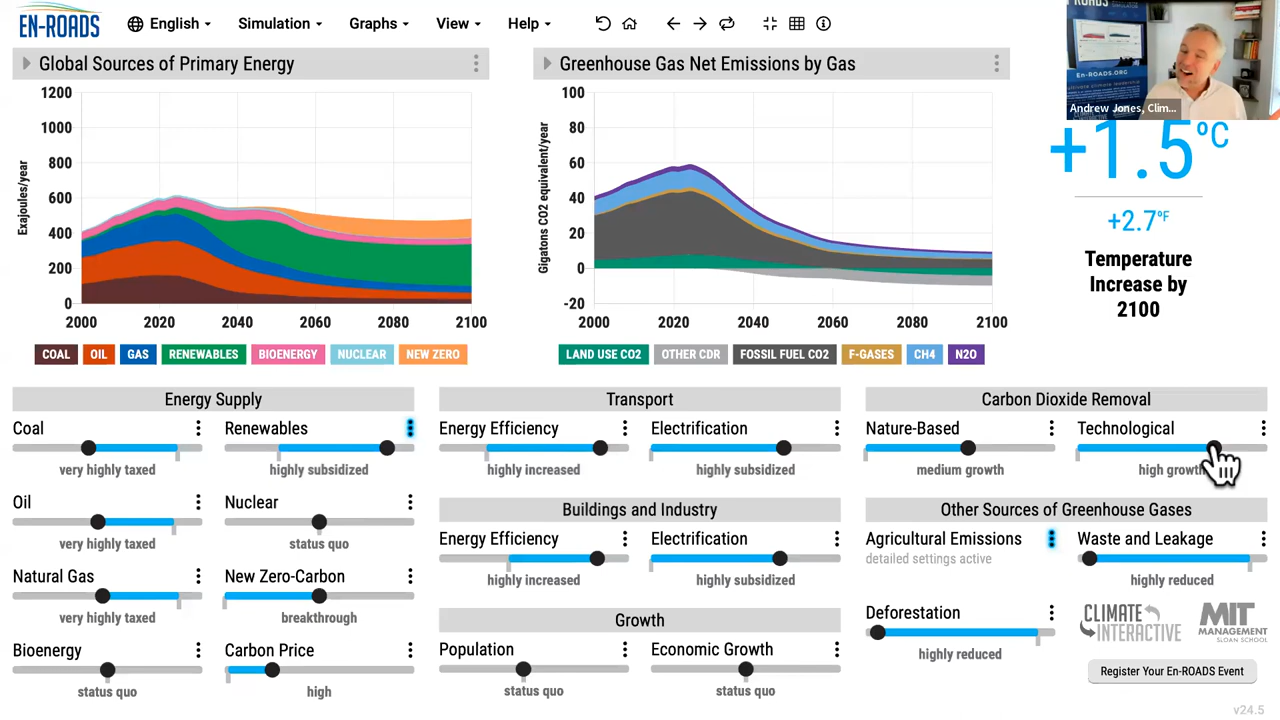 EN-ROADS
English
Simulation
Graphs
View
Help
En-ROADS.ORG
Andrew Jones, Clim...
Global Sources of Primary Energy
Greenhouse Gas Net Emissions by Gas
Exajoules/year
1200
1000
800
600
400
200
0
2000 2020 2040 2060 2080 2100
COAL OIL GAS RENEWABLES BIOENERGY NUCLEAR NEW ZERO
Gigatons CO2 equivalent/year
100
80
60
40
20
0
-20
2000 2020 2040 2060 2080 2100
LAND USE CO2 OTHER CDR FOSSIL FUEL CO2 F-GASES CH4 N2O
+1.5°C
+2.7°F
Temperature
Increase by
2100
Energy Supply
Coal
very highly taxed
Renewables
highly subsidized
Oil
very highly taxed
Nuclear
status quo
Natural Gas
very highly taxed
New Zero-Carbon
breakthrough
Bioenergy
status quo
Carbon Price
high
Transport
Energy Efficiency
highly increased
Electrification
highly subsidized
Buildings and Industry
Energy Efficiency
highly increased
Electrification
highly subsidized
Growth
Population
status quo
Economic Growth
status quo
Carbon Dioxide Removal
Nature-Based
medium growth
Technological
high growth
Other Sources of Greenhouse Gases
Agricultural Emissions
detailed settings active
Waste and Leakage
highly reduced
Deforestation
highly reduced
CLIMATE
INTERACTIVE
MIT
MANAGEMENT
SLOAN SCHOOL
Register Your En-ROADS Event
v24.5